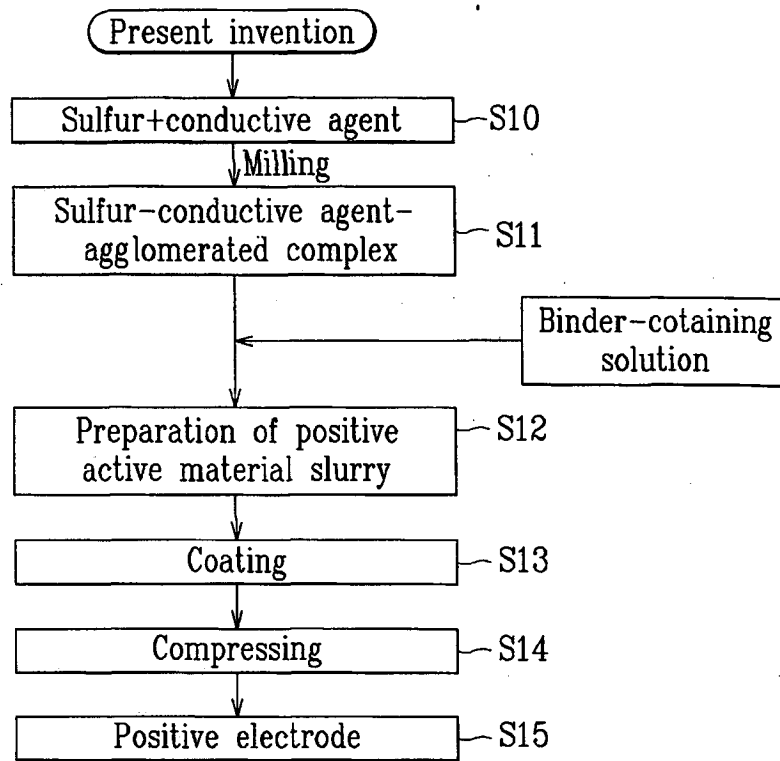 Present invention
Sulfur+conductive agent
S10
Milling
Sulfur-conductive agent-
agglomerated complex
S11
Binder-cotaining
solution
Preparation of positive
active material slurry
S12
Coating
S13
Compressing
S14
Positive electrode
S15